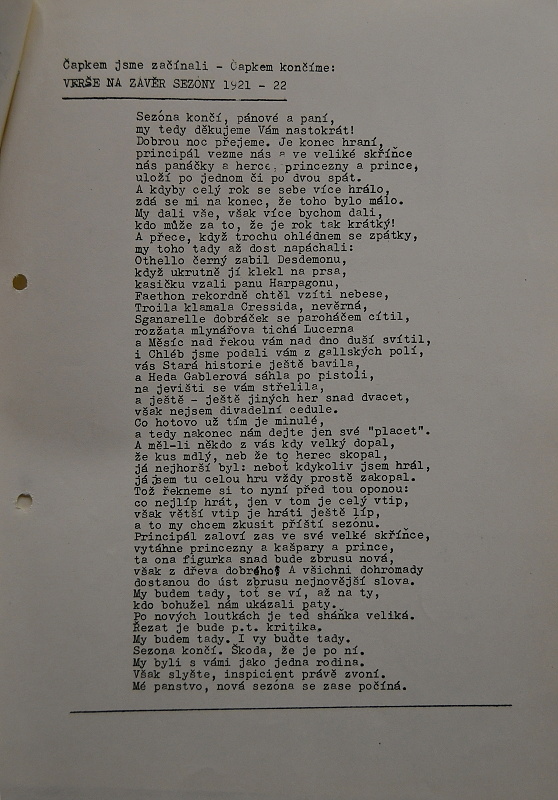 Čapkem jsme začínali - Čapkem končíme:
VERŠE NA ZÁVĚR SEZÓNY 1921 - 22
Sezóna končí, pánové a paní,
my tedy děkujeme Vám nastokrát!
Dobrou noc přejeme. Je konec hraní,
principál vezme nás a ve veliké skříňce
nás panáčky a herce, princezny a prince,
uloží po jednom či po dvou spát.
A kdyby celý rok se sebe více hrálo,
zdá se mi na konec, že toho bylo málo.
My dali vše, však více bychom dali,
kdo může za to, že je rok tak krátký!
A přece, když trochu ohlédnem se zpátky,
my toho tady až dost napáchali:
Othello černý zabil Desdemonu,
když ukrutně jí klekl na prsa,
kasičku vzali panu Harpagonu,
Faethon rekordně chtěl vzíti nebese,
Troila klamala Cressida, nevěrná,
Sganarelle dobráček se paroháčem cítil,
rozžata mlynářova tichá Lucerna
a Měsíc nad řekou vám nad dno duší svítil,
i Chléb jsme podali vám z gallských polí,
vás Stará historie ještě bavila,
a Heda Gablerová sáhla po pistoli,
na jevišti se vám střelila,
a ještě - ještě jiných her snad dvacet,
však nejsem divadelní cedule.
Co hotovo už tím je minulé,
a tedy nakonec nám dejte jen své "placet".
A měl-li někdo z vás kdy velký dopal,
že kus mdlý, neb že to herec skopal,
já nejhorší byl: neboť kdykoliv jsem hrál,
já jsem tu celou hru vždy prostě zakopal.
Tož řekneme si to nyní před tou oponou:
co nejlíp hrát, jen v tom je celý vtip,
však větší vtip je hráti ještě líp,
a to my chcem zkusit příští sezónu.
Principál zaloví zas ve své velké skříňce,
vytáhne princezny a kašpary a prince,
ta ona figurka snad bude zbrusu nová,
však z dřeva dobrého! A všichni dohromady
dostanou do úst zbrusu nejnovější slova.
My budem tady, toť se ví, až na ty,
kdo bohužel nám ukázali paty.
Po nových loutkách je teď sháňka veliká.
Řezat je bude p.t. kritika.
My budem tady. I vy buďte tady.
Sezona končí. Škoda, že je po ní.
My byli s vámi jako jedna rodina.
Však slyšte, inspicient právě zvoní.
Mé panstvo, nová sezóna se zase počíná.